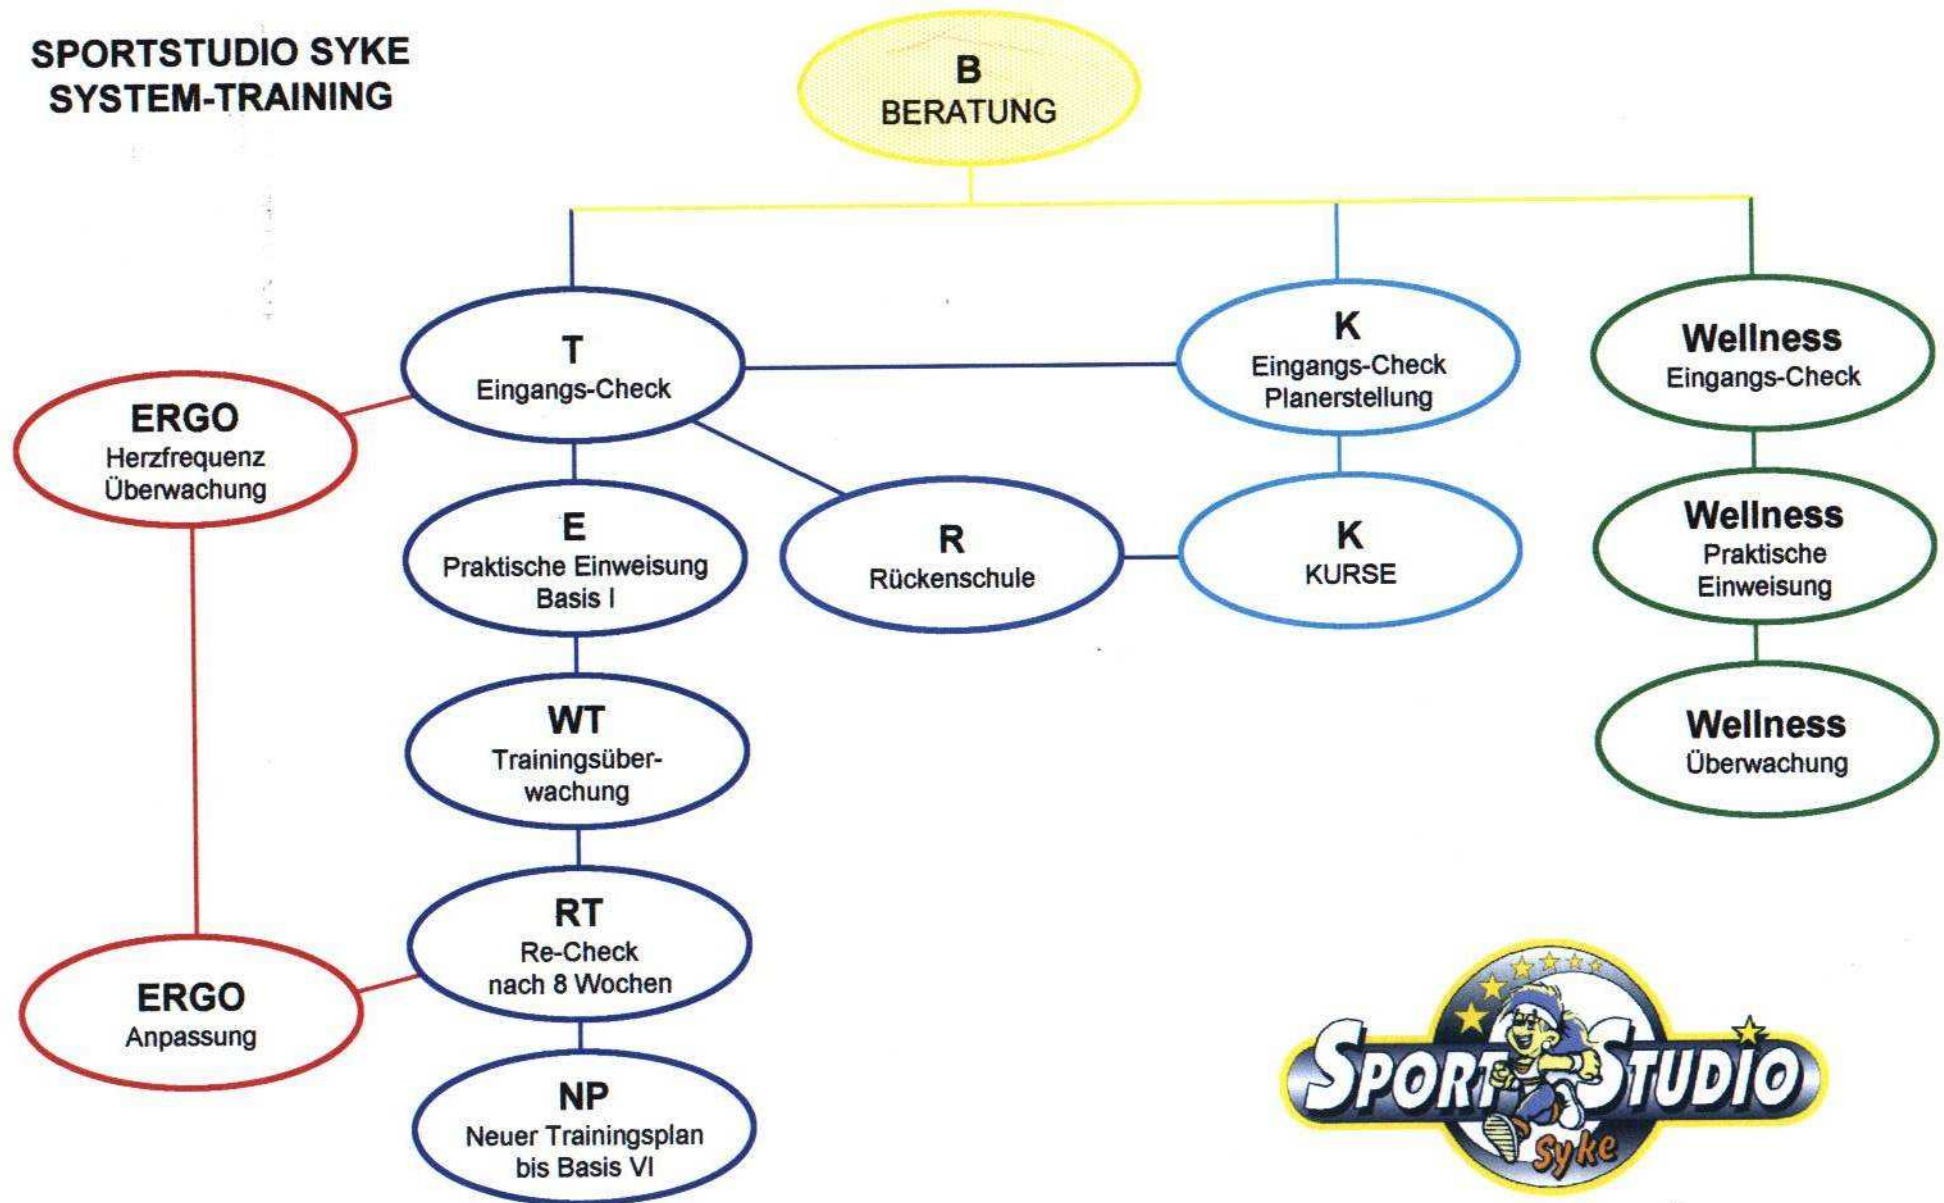 SPORTSTUDIO SYKE
SYSTEM-TRAINING
B
BERATUNG
T
Eingangs-Check
K
Eingangs-Check
Planerstellung
Wellness
Eingangs-Check
ERGO
Herzfrequenz
Überwachung
E
Praktische Einweisung
Basis I
R
Rückenschule
K
KURSE
Wellness
Praktische
Einweisung
WT
Trainingsüber-
wachung
Wellness
Überwachung
RT
Re-Check
nach 8 Wochen
ERGO
Anpassung
NP
Neuer Trainingsplan
bis Basis VI
SPORT STUDIO
Syke